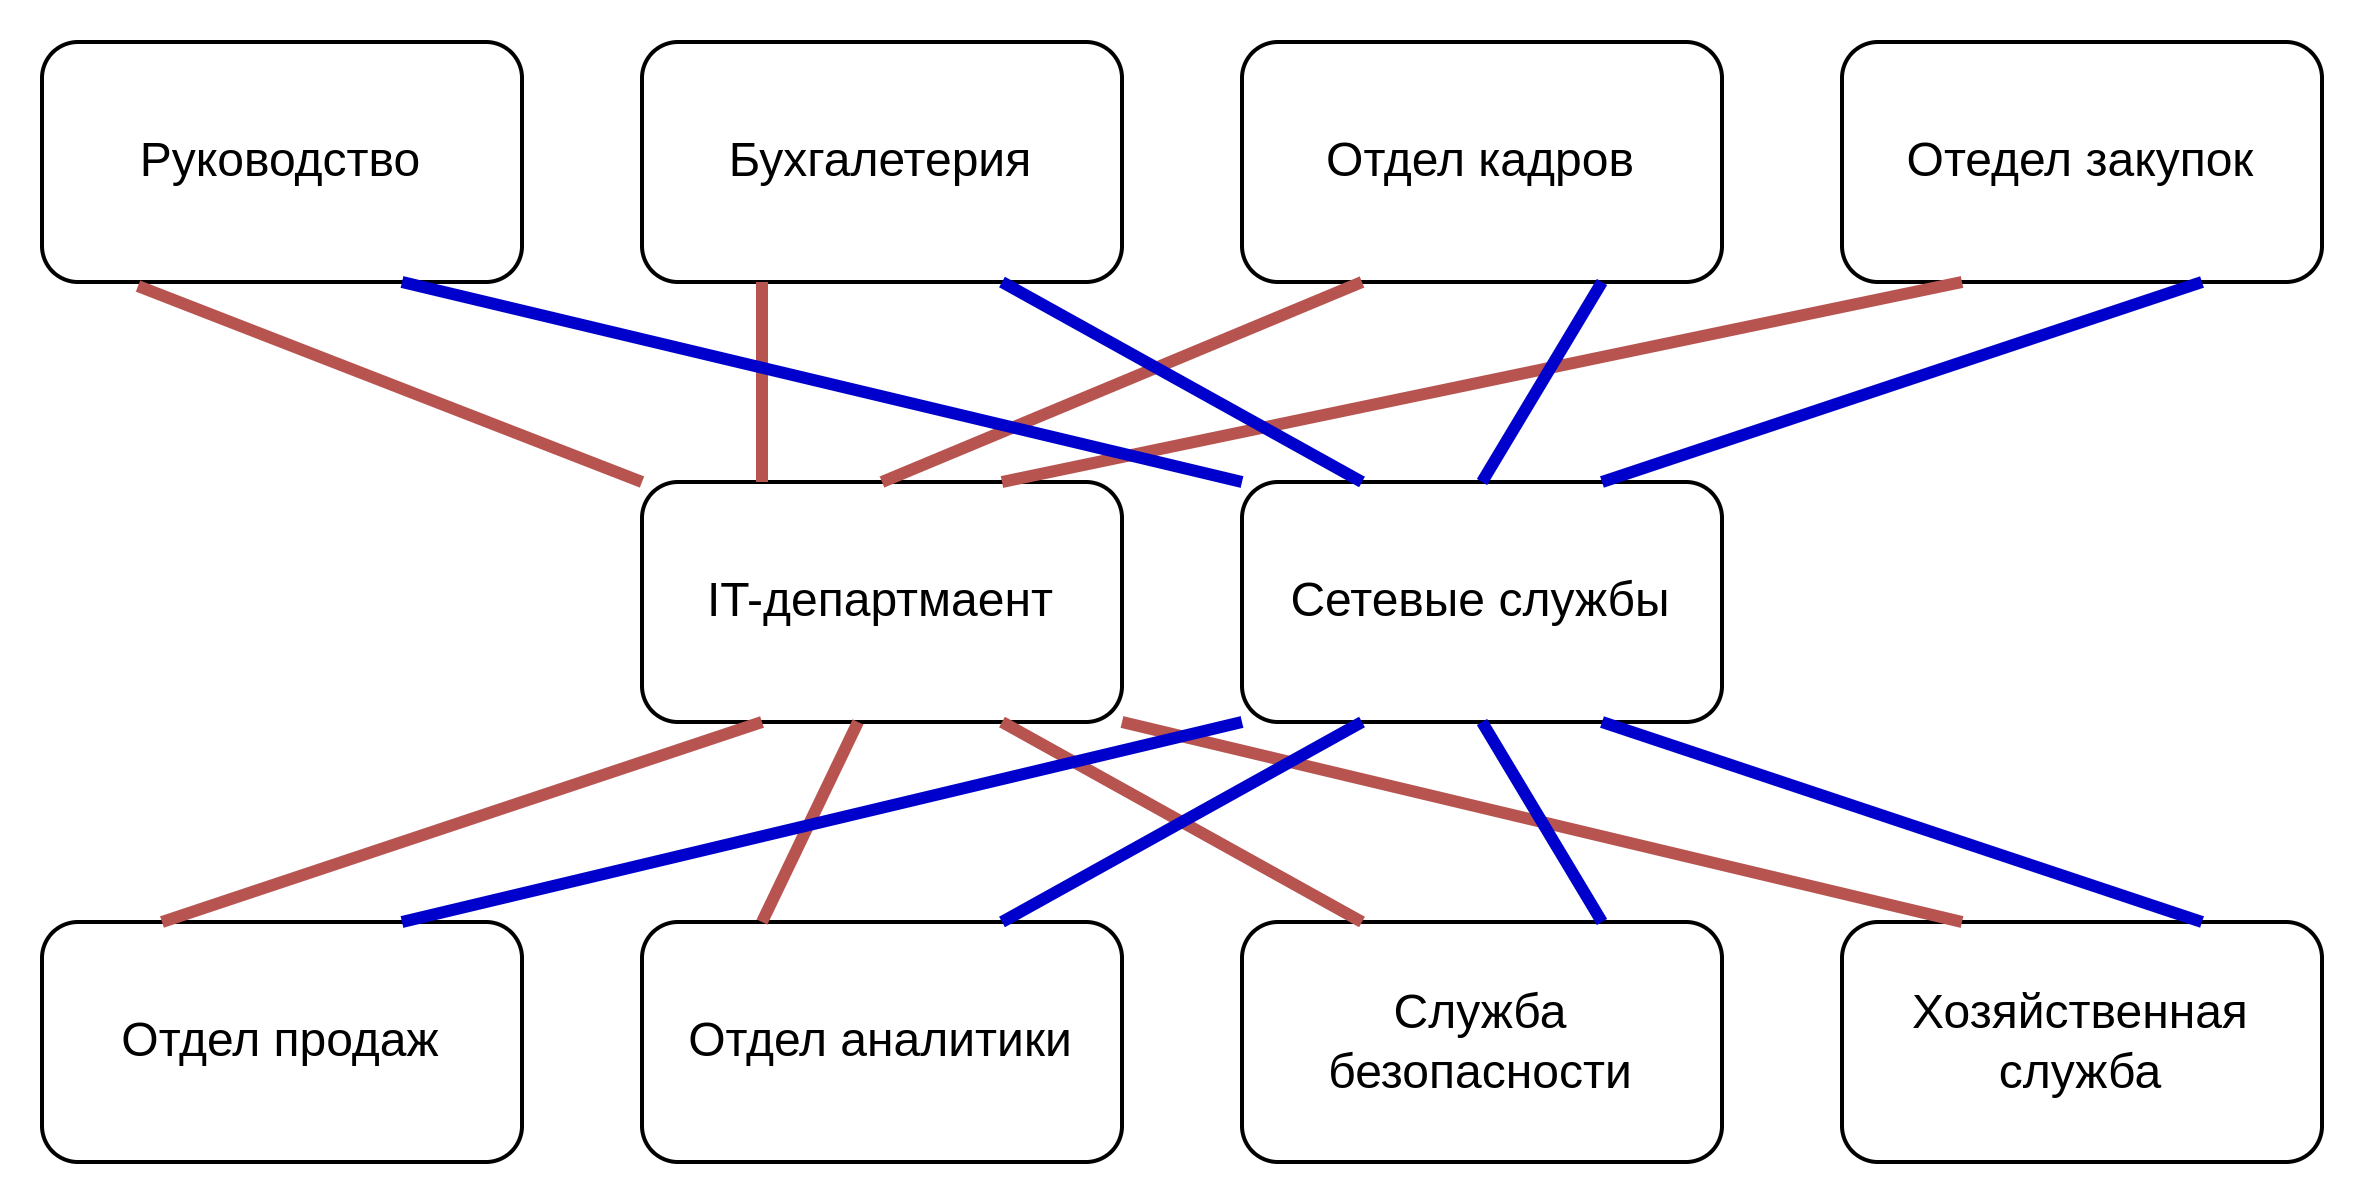 Руководство
Бухгалетерия
Отдел кадров
Отедел закупок
IT-департмаент
Сетевые службы
Отдел продаж
Отдел аналитики
Служба
безопасности
Хозяйственная
служба